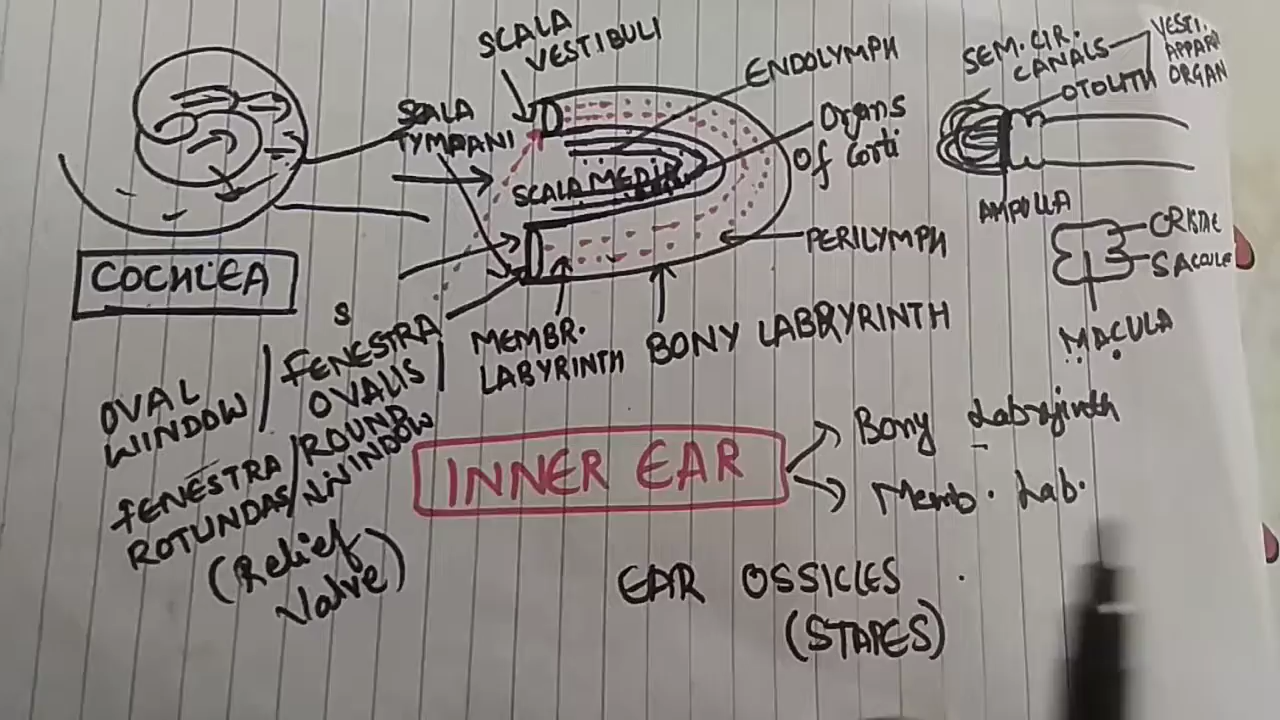 SCALA
VESTIBULI
ENDOLYMPH
SEM. CIR.
CANALS
OTOLITH
VESTI.
APPARA
ORGAN
SCALA
TYMPANI
Organs
Of Corti
SCALA MEDIA
AMPOLLA
PERILYMPH
CRISTAE
SACCULE
MACULA
COCHLEA
S
OVAL
WINDOW /
FENESTRA
OVALIS /
FENESTRA
ROTUNDAS /
ROUND
WINDOW
(Relief
Valve)
MEMBR.
LABYRINTH
BONY LABYRINTH
INNER EAR
Bony Labyrinth
Memb. Lab.
EAR OSSICLES
(STAPES)